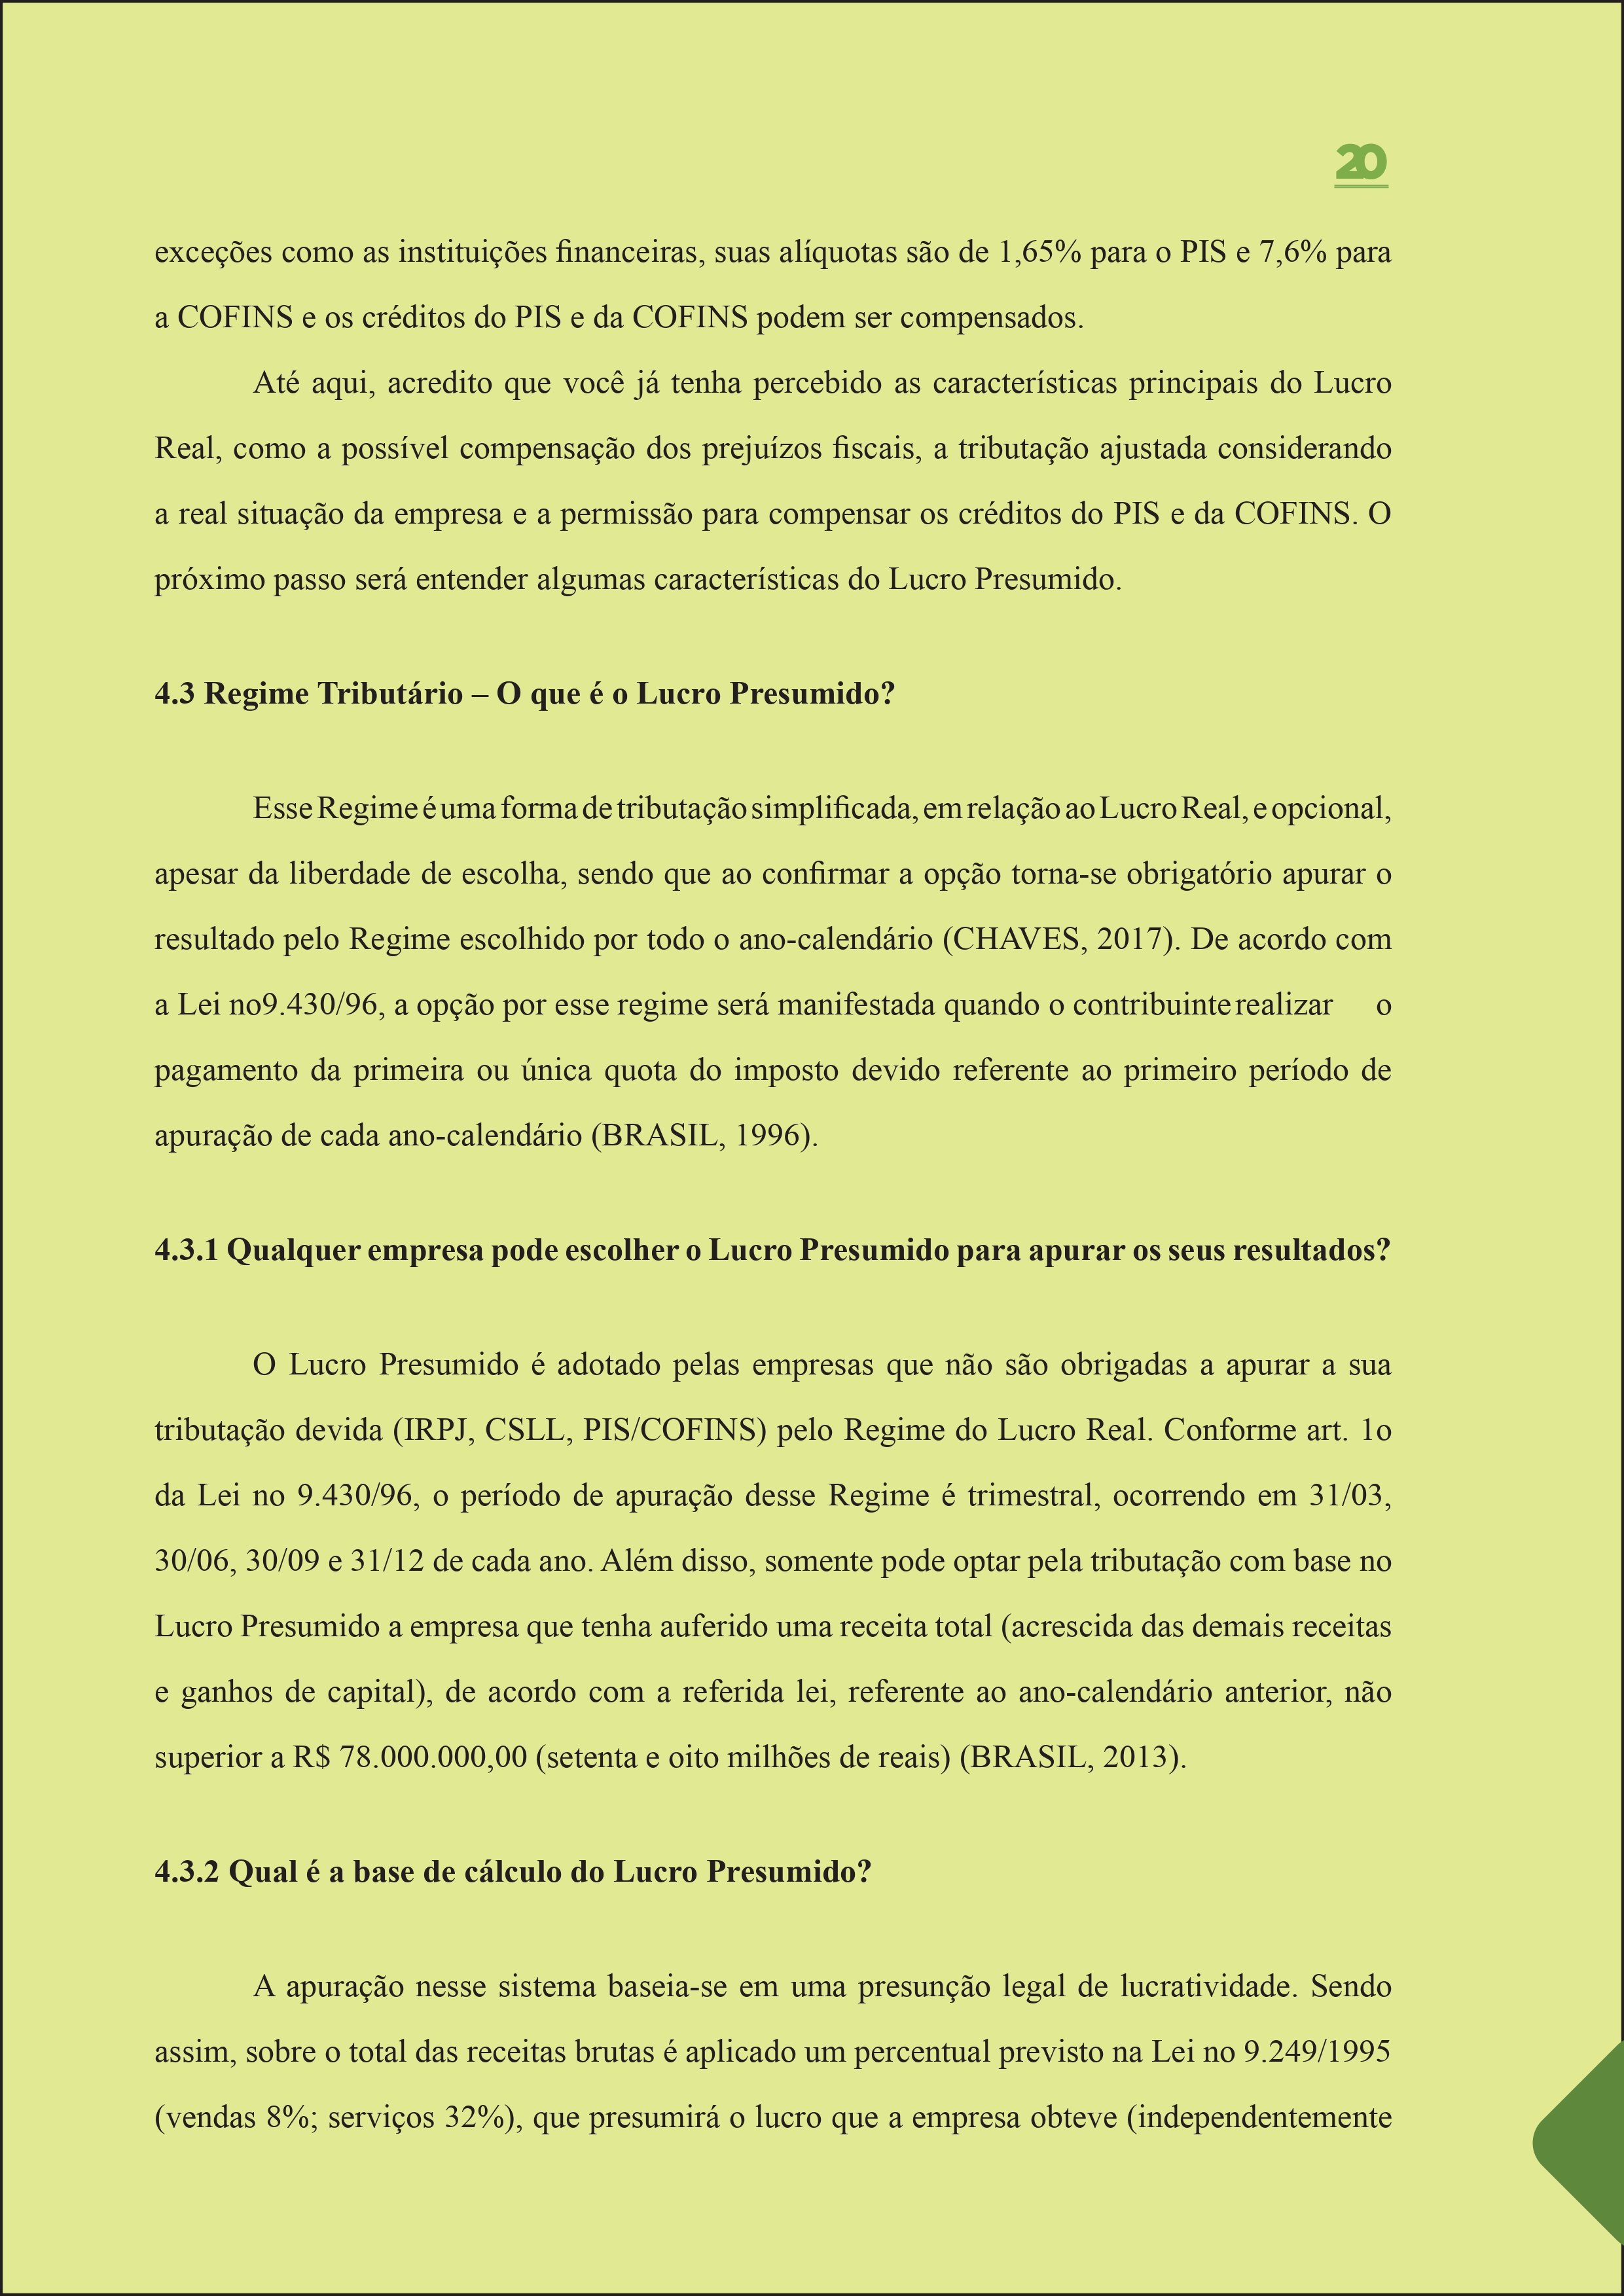 20
exceções como as instituições financeiras, suas alíquotas são de 1,65% para o PIS e 7,6% para
a COFINS e os créditos do PIS e da COFINS podem ser compensados.
Até aqui, acredito que você já tenha percebido as características principais do Lucro
Real, como a possível compensação dos prejuízos fiscais, a tributação ajustada considerando
a real situação da empresa e a permissão para compensar os créditos do PIS e da COFINS. O
próximo passo será entender algumas características do Lucro Presumido.
4.3 Regime Tributário – O que é o Lucro Presumido?
Esse Regime é uma forma de tributação simplificada, em relação ao Lucro Real, e opcional,
apesar da liberdade de escolha, sendo que ao confirmar a opção torna-se obrigatório apurar o
resultado pelo Regime escolhido por todo o ano-calendário (CHAVES, 2017). De acordo com
a Lei no9.430/96, a opção por esse regime será manifestada quando o contribuinte realizar o
pagamento da primeira ou única quota do imposto devido referente ao primeiro período de
apuração de cada ano-calendário (BRASIL, 1996).
4.3.1 Qualquer empresa pode escolher o Lucro Presumido para apurar os seus resultados?
O Lucro Presumido é adotado pelas empresas que não são obrigadas a apurar a sua
tributação devida (IRPJ, CSLL, PIS/COFINS) pelo Regime do Lucro Real. Conforme art. 1o
da Lei no 9.430/96, o período de apuração desse Regime é trimestral, ocorrendo em 31/03,
30/06, 30/09 e 31/12 de cada ano. Além disso, somente pode optar pela tributação com base no
Lucro Presumido a empresa que tenha auferido uma receita total (acrescida das demais receitas
e ganhos de capital), de acordo com a referida lei, referente ao ano-calendário anterior, não
superior a R$ 78.000.000,00 (setenta e oito milhões de reais) (BRASIL, 2013).
4.3.2 Qual é a base de cálculo do Lucro Presumido?
A apuração nesse sistema baseia-se em uma presunção legal de lucratividade. Sendo
assim, sobre o total das receitas brutas é aplicado um percentual previsto na Lei no 9.249/1995
(vendas 8%; serviços 32%), que presumirá o lucro que a empresa obteve (independentemente